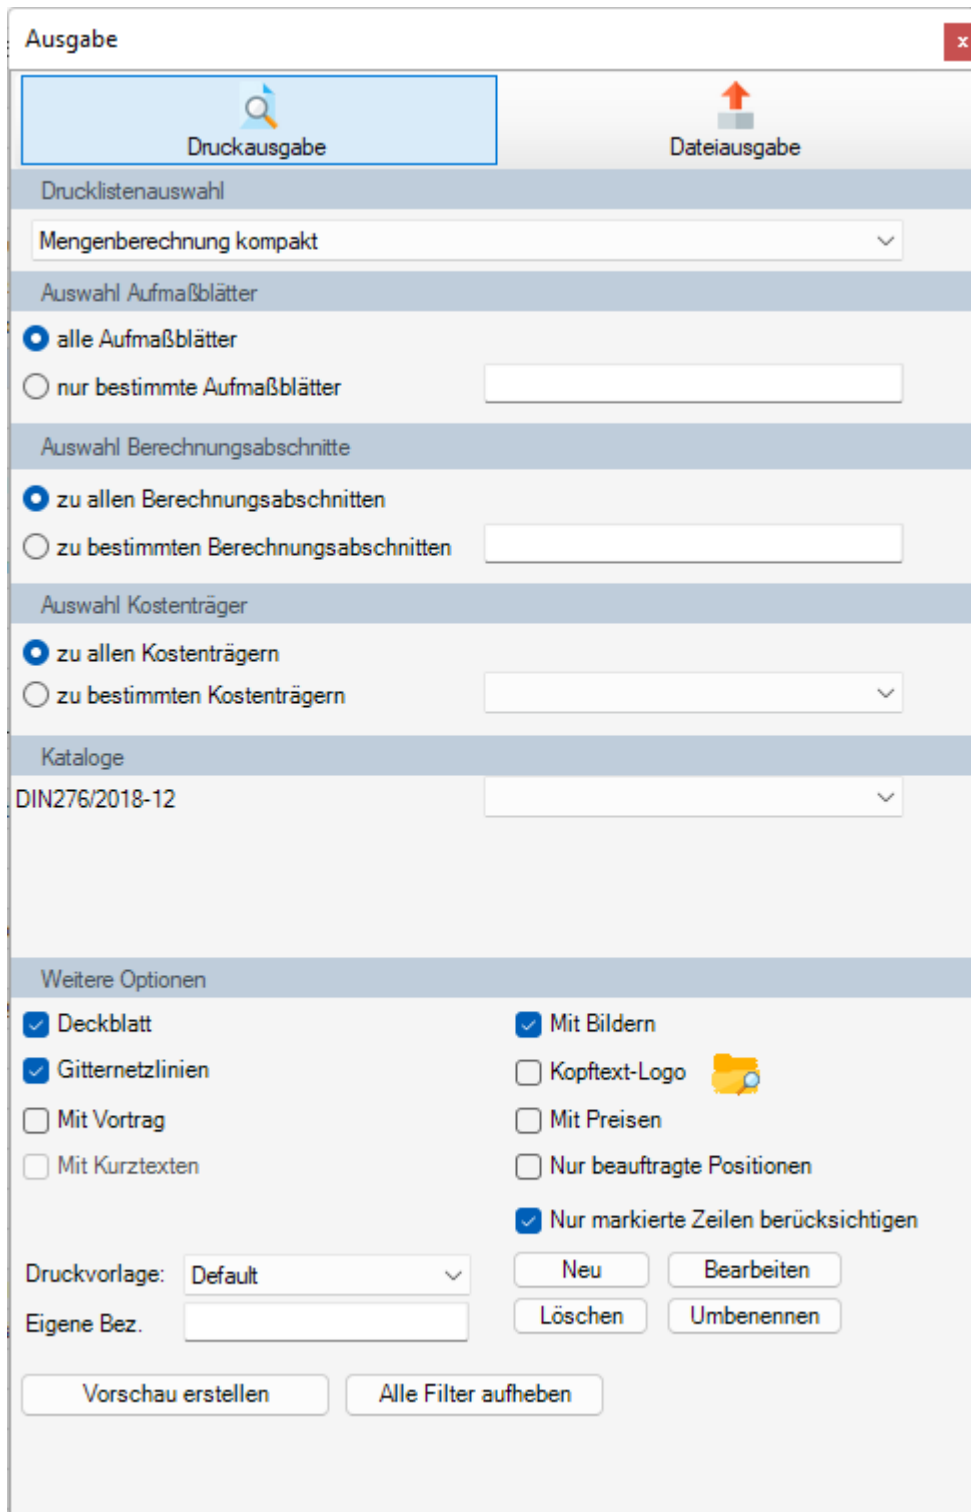 Ausgabe
x
Druckausgabe
Dateiausgabe
Drucklistenauswahl
Mengenberechnung kompakt
Auswahl Aufmaßblätter
alle Aufmaßblätter
nur bestimmte Aufmaßblätter
Auswahl Berechnungsabschnitte
zu allen Berechnungsabschnitten
zu bestimmten Berechnungsabschnitten
Auswahl Kostenträger
zu allen Kostenträgern
zu bestimmten Kostenträgern
Kataloge
DIN276/2018-12
Weitere Optionen
Deckblatt
Mit Bildern
Gitternetzlinien
Kopftext-Logo
Mit Vortrag
Mit Preisen
Mit Kurztexten
Nur beauftragte Positionen
Nur markierte Zeilen berücksichtigen
Druckvorlage:
Default
Neu
Bearbeiten
Eigene Bez.
Löschen
Umbenennen
Vorschau erstellen
Alle Filter aufheben